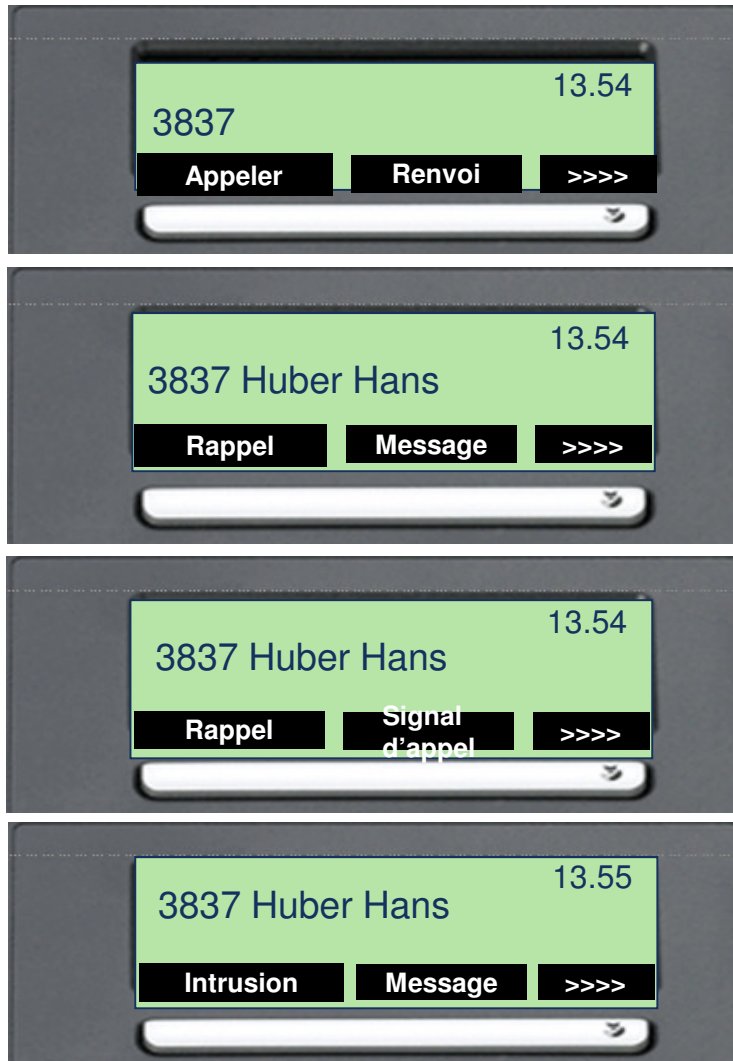 13.54
3837
Appeler Renvoi >>>>
13.54
3837 Huber Hans
Rappel Message >>>>
13.54
3837 Huber Hans
Rappel Signal d’appel >>>>
13.55
3837 Huber Hans
Intrusion Message >>>>